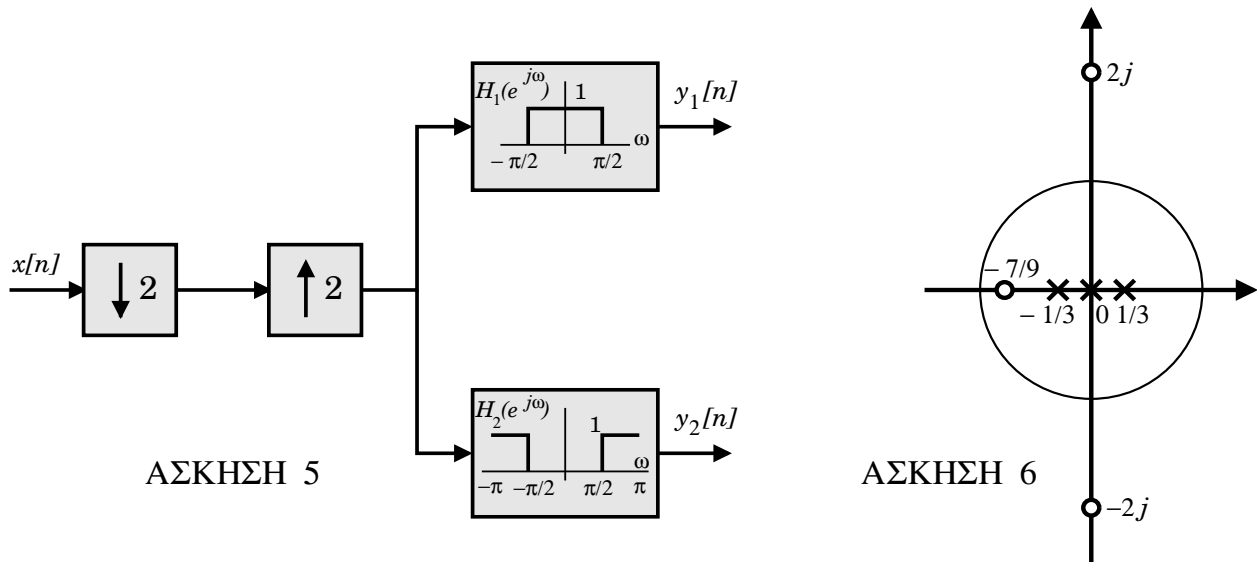 H₁(e^{jω})
1
ω
– π/2
π/2
y₁[n]
x[n]
2
2
H₂(e^{jω})
1
ω
–π
–π/2
π/2
π
y₂[n]
ΑΣΚΗΣΗ 5
2j
– 7/9
– 1/3
0
1/3
–2j
ΑΣΚΗΣΗ 6